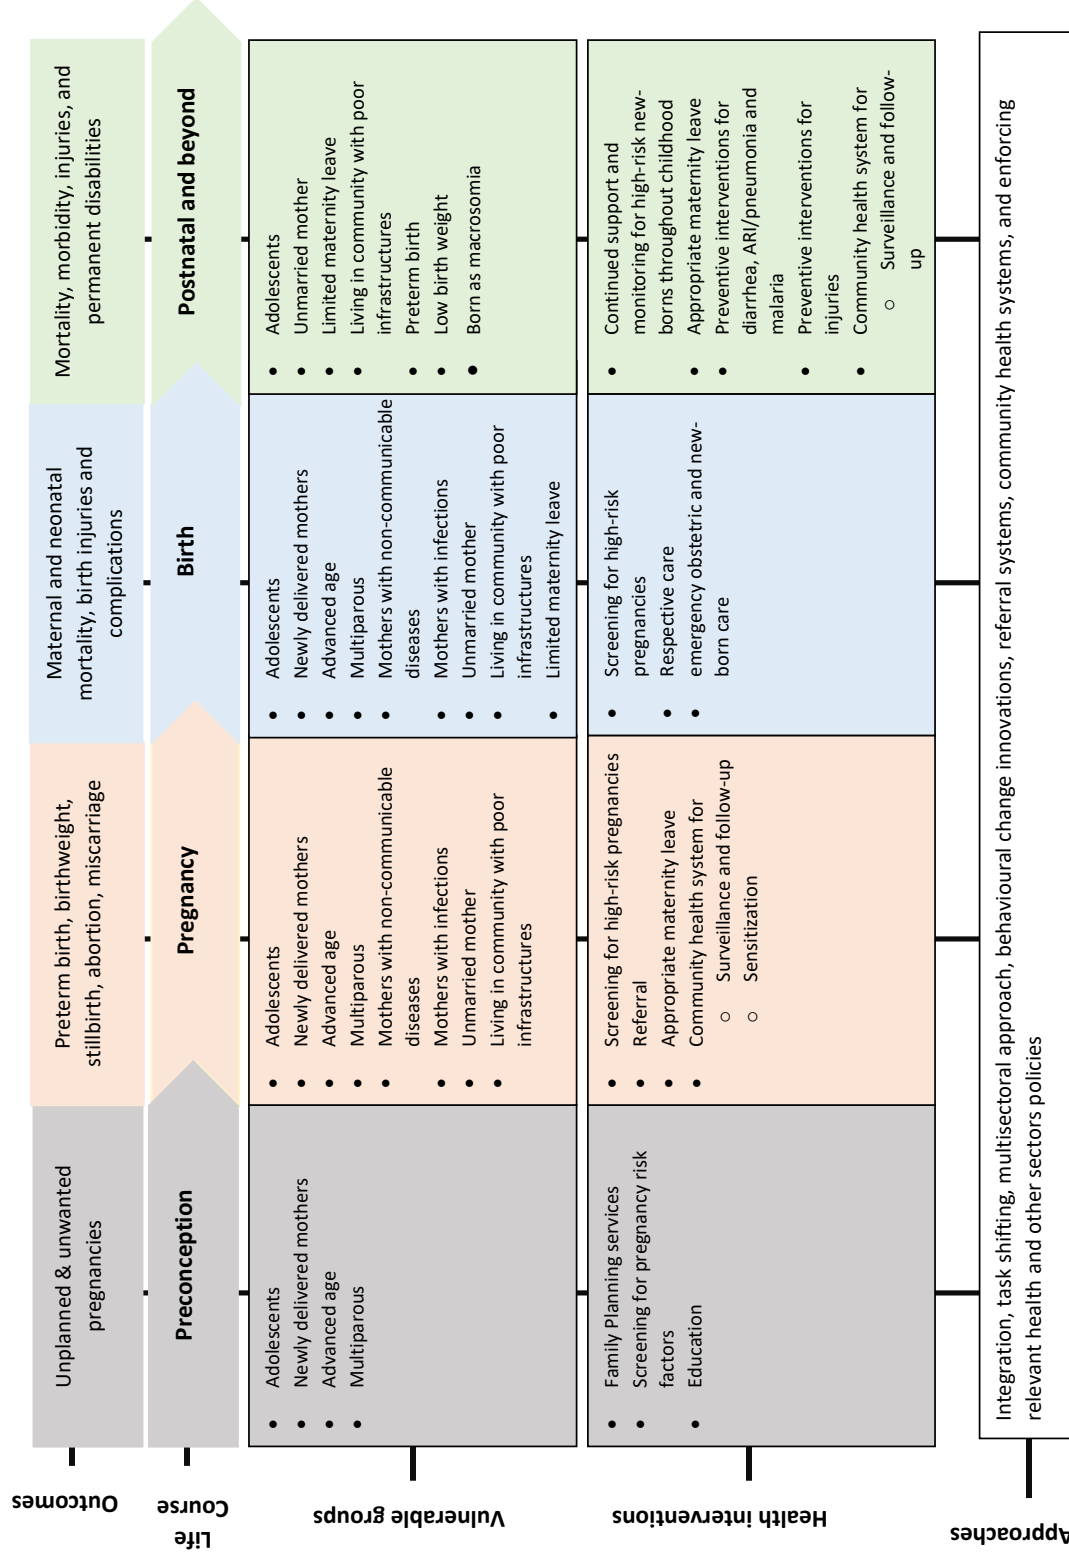 Outcomes
Unplanned & unwanted
pregnancies
Preterm birth, birthweight,
stillbirth, abortion, miscarriage
Maternal and neonatal
mortality, birth injuries and
complications
Mortality, morbidity, injuries, and
permanent disabilities
Life
Course
Preconception
Pregnancy
Birth
Postnatal and beyond
Vulnerable groups
• Adolescents
• Newly delivered mothers
• Advanced age
• Multiparous
• Adolescents
• Newly delivered mothers
• Advanced age
• Multiparous
• Mothers with non-communicable
diseases
• Mothers with infections
• Unmarried mother
• Living in community with poor
infrastructures
• Adolescents
• Newly delivered mothers
• Advanced age
• Multiparous
• Mothers with non-communicable
diseases
• Mothers with infections
• Unmarried mother
• Living in community with poor
infrastructures
• Limited maternity leave
• Adolescents
• Unmarried mother
• Limited maternity leave
• Living in community with poor
infrastructures
• Preterm birth
• Low birth weight
• Born as macrosomia
Health interventions
• Family Planning services
• Screening for pregnancy risk
factors
• Education
• Screening for high-risk pregnancies
• Referral
• Appropriate maternity leave
• Community health system for
○ Surveillance and follow-up
○ Sensitization
• Screening for high-risk
pregnancies
• Respective care
• emergency obstetric and new-
born care
• Continued support and
monitoring for high-risk new-
borns throughout childhood
• Appropriate maternity leave
• Preventive interventions for
diarrhea, ARI/pneumonia and
malaria
• Preventive interventions for
injuries
• Community health system for
○ Surveillance and follow-
up
Approaches
Integration, task shifting, multisectoral approach, behavioural change innovations, referral systems, community health systems, and enforcing
relevant health and other sectors policies